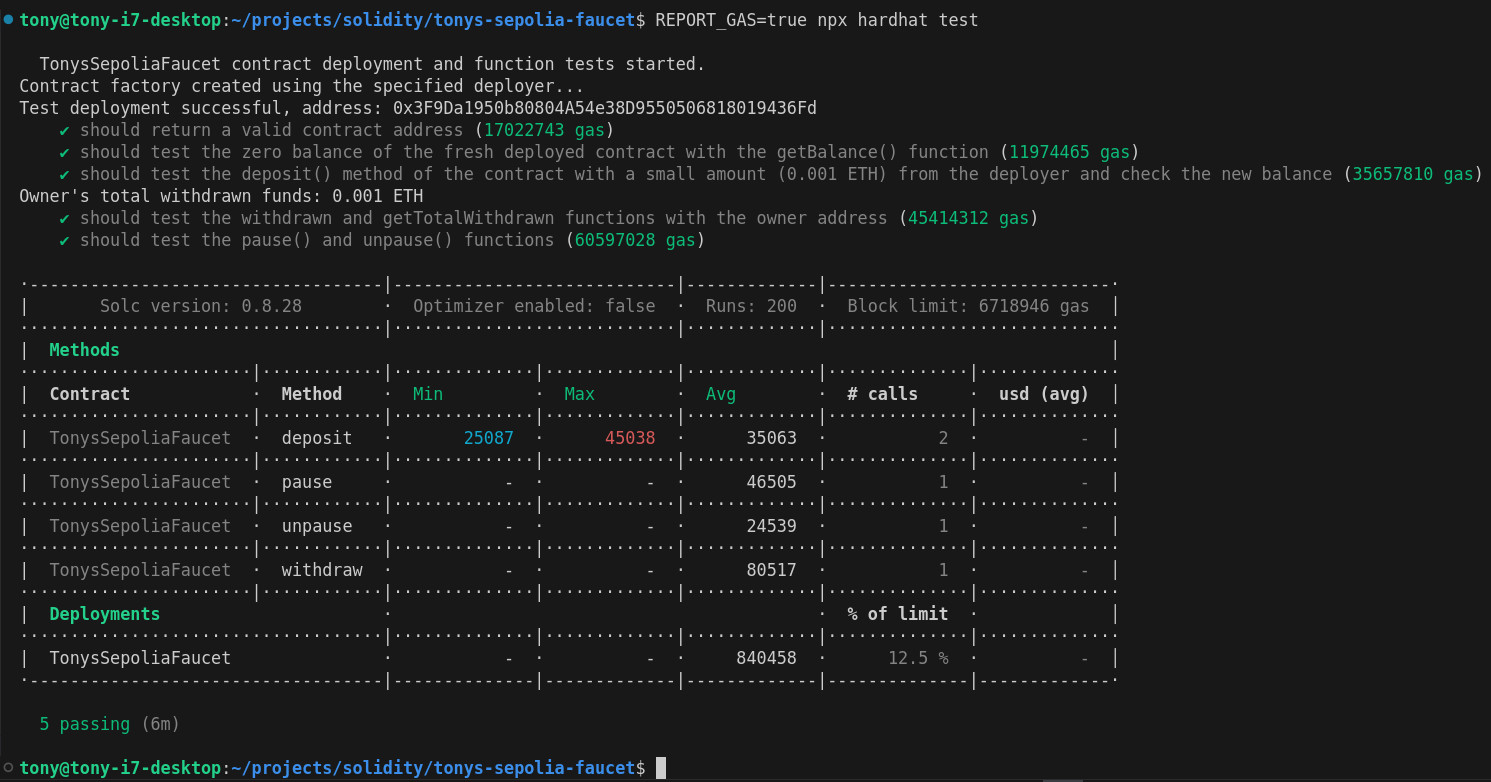 tony@tony-i7-desktop:~/projects/solidity/tonys-sepolia-faucet$ REPORT_GAS=true npx hardhat test
TonysSepoliaFaucet contract deployment and function tests started.
Contract factory created using the specified deployer...
Test deployment successful, address: 0x3F9Da1950b80804A54e38D9550506818019436Fd
✔ should return a valid contract address (17022743 gas)
✔ should test the zero balance of the fresh deployed contract with the getBalance() function (11974465 gas)
✔ should test the deposit() method of the contract with a small amount (0.001 ETH) from the deployer and check the new balance (35657810 gas)
Owner's total withdrawn funds: 0.001 ETH
✔ should test the withdrawn and getTotalWithdrawn functions with the owner address (45414312 gas)
✔ should test the pause() and unpause() functions (60597028 gas)
| Solc version: 0.8.28 · Optimizer enabled: false · Runs: 200 · Block limit: 6718946 gas |
| Methods |
| Contract · Method · Min · Max · Avg · # calls · usd (avg) |
| TonysSepoliaFaucet · deposit · 25087 · 45038 · 35063 · 2 · - |
| TonysSepoliaFaucet · pause · - · - · 46505 · 1 · - |
| TonysSepoliaFaucet · unpause · - · - · 24539 · 1 · - |
| TonysSepoliaFaucet · withdraw · - · - · 80517 · 1 · - |
| Deployments · · % of limit · |
| TonysSepoliaFaucet · - · - · 840458 · 12.5 % · - |
5 passing (6m)
tony@tony-i7-desktop:~/projects/solidity/tonys-sepolia-faucet$